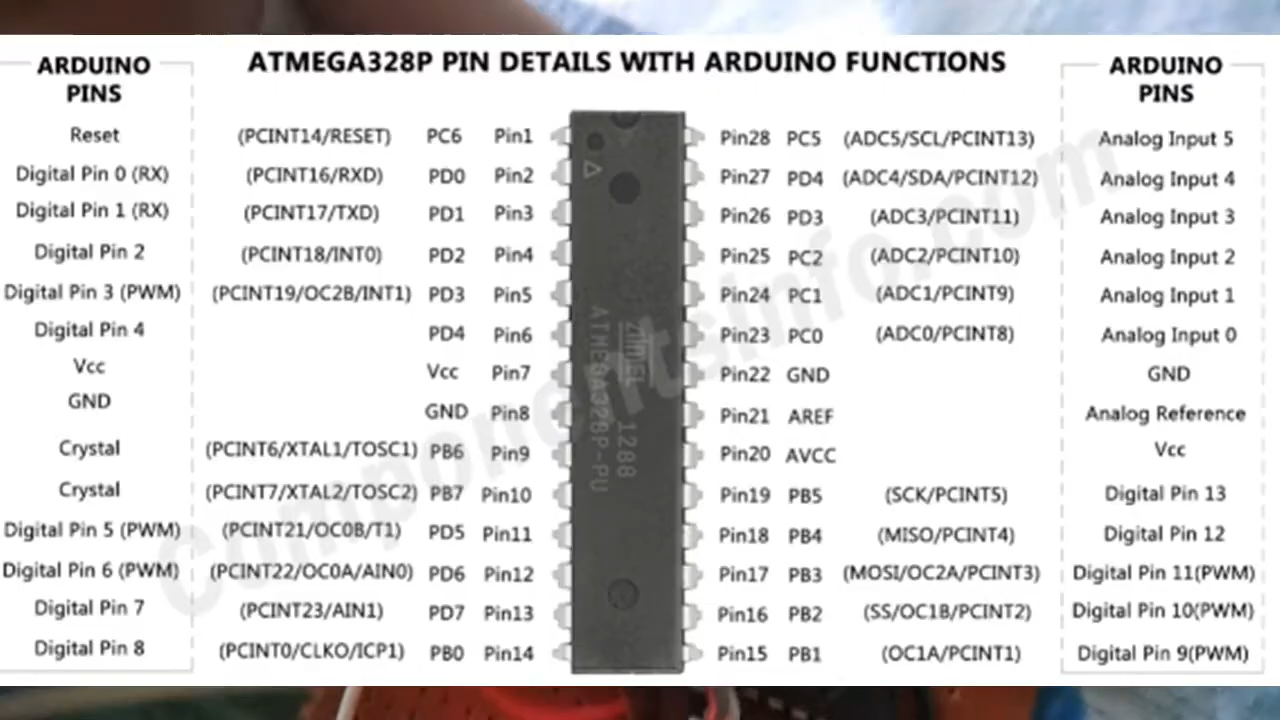 ATMEGA328P PIN DETAILS WITH ARDUINO FUNCTIONS
ARDUINO
PINS
ARDUINO
PINS
Reset (PCINT14/RESET) PC6 Pin1 Pin28 PC5 (ADC5/SCL/PCINT13) Analog Input 5
Digital Pin 0 (RX) (PCINT16/RXD) PD0 Pin2 Pin27 PD4 (ADC4/SDA/PCINT12) Analog Input 4
Digital Pin 1 (RX) (PCINT17/TXD) PD1 Pin3 Pin26 PD3 (ADC3/PCINT11) Analog Input 3
Digital Pin 2 (PCINT18/INT0) PD2 Pin4 Pin25 PC2 (ADC2/PCINT10) Analog Input 2
Digital Pin 3 (PWM) (PCINT19/OC2B/INT1) PD3 Pin5 Pin24 PC1 (ADC1/PCINT9) Analog Input 1
Digital Pin 4 PD4 Pin6 Pin23 PC0 (ADC0/PCINT8) Analog Input 0
Vcc Vcc Pin7 Pin22 GND GND
GND GND Pin8 Pin21 AREF Analog Reference
Crystal (PCINT6/XTAL1/TOSC1) PB6 Pin9 Pin20 AVCC Vcc
Crystal (PCINT7/XTAL2/TOSC2) PB7 Pin10 Pin19 PB5 (SCK/PCINT5) Digital Pin 13
Digital Pin 5 (PWM) (PCINT21/OC0B/T1) PD5 Pin11 Pin18 PB4 (MISO/PCINT4) Digital Pin 12
Digital Pin 6 (PWM) (PCINT22/OC0A/AIN0) PD6 Pin12 Pin17 PB3 (MOSI/OC2A/PCINT3) Digital Pin 11(PWM)
Digital Pin 7 (PCINT23/AIN1) PD7 Pin13 Pin16 PB2 (SS/OC1B/PCINT2) Digital Pin 10(PWM)
Digital Pin 8 (PCINT0/CLKO/ICP1) PB0 Pin14 Pin15 PB1 (OC1A/PCINT1) Digital Pin 9(PWM)
ATMEL 1288
ATMEGA328P-PU
componentsinfo.com